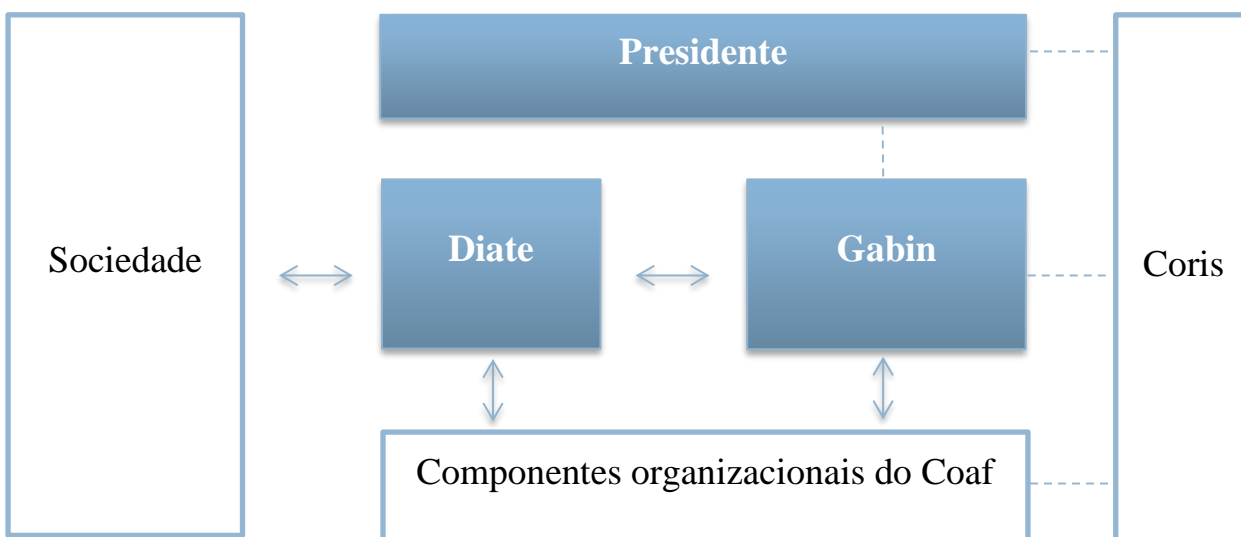 Presidente
Sociedade
Diate
Gabin
Coris
Componentes organizacionais do Coaf